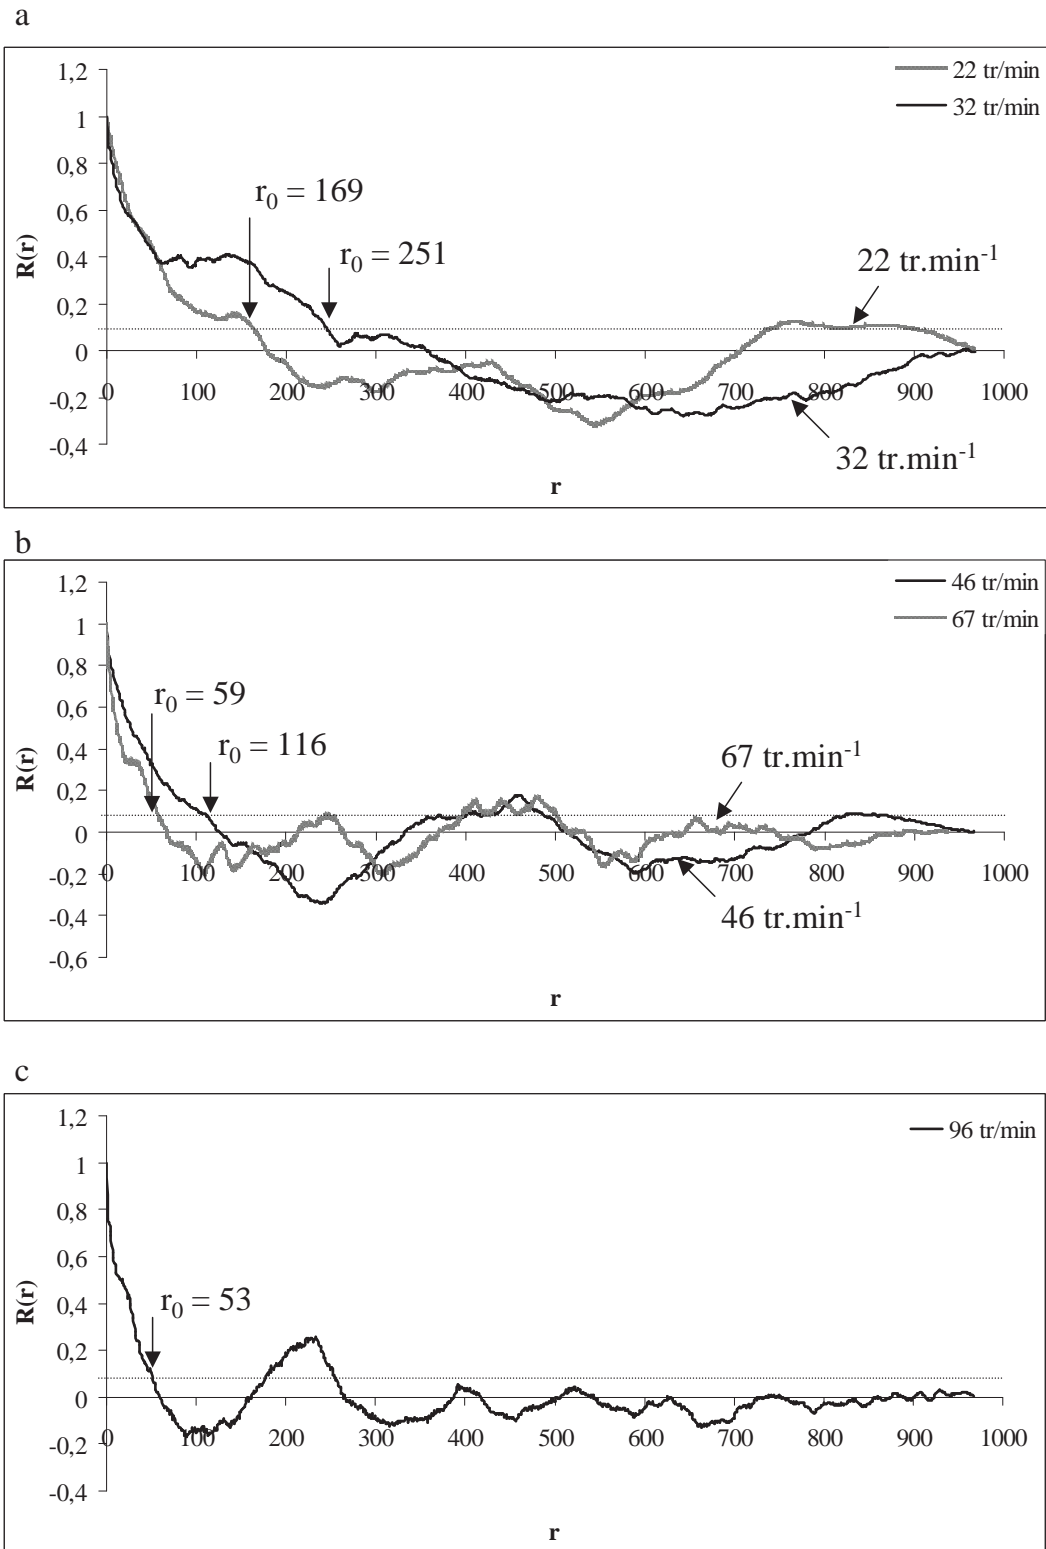 a
22 tr/min
32 tr/min
1,2
1
0,8
0,6
0,4
0,2
0
-0,2
-0,4
R(r)
r₀ = 169
r₀ = 251
22 tr.min⁻¹
32 tr.min⁻¹
0 100 200 300 400 500 600 700 800 900 1000
r
b
46 tr/min
67 tr/min
1,2
1
0,8
0,6
0,4
0,2
0
-0,2
-0,4
-0,6
R(r)
r₀ = 59
r₀ = 116
67 tr.min⁻¹
46 tr.min⁻¹
0 100 200 300 400 500 600 700 800 900 1000
r
c
96 tr/min
1,2
1
0,8
0,6
0,4
0,2
0
-0,2
-0,4
R(r)
r₀ = 53
0 100 200 300 400 500 600 700 800 900 1000
r